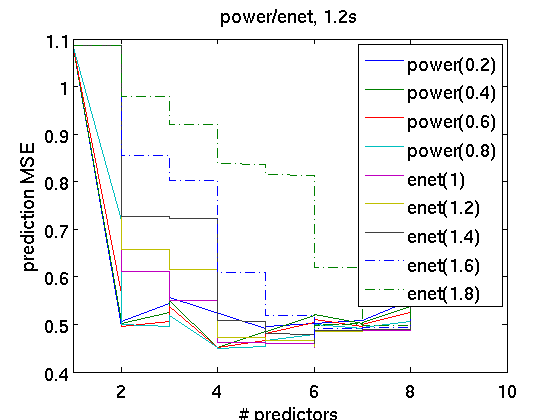 power/enet, 1.2s
1.1
1
0.9
0.8
0.7
0.6
0.5
0.4
prediction MSE
power(0.2)
power(0.4)
power(0.6)
power(0.8)
enet(1)
enet(1.2)
enet(1.4)
enet(1.6)
enet(1.8)
2 4 6 8 10
# predictors